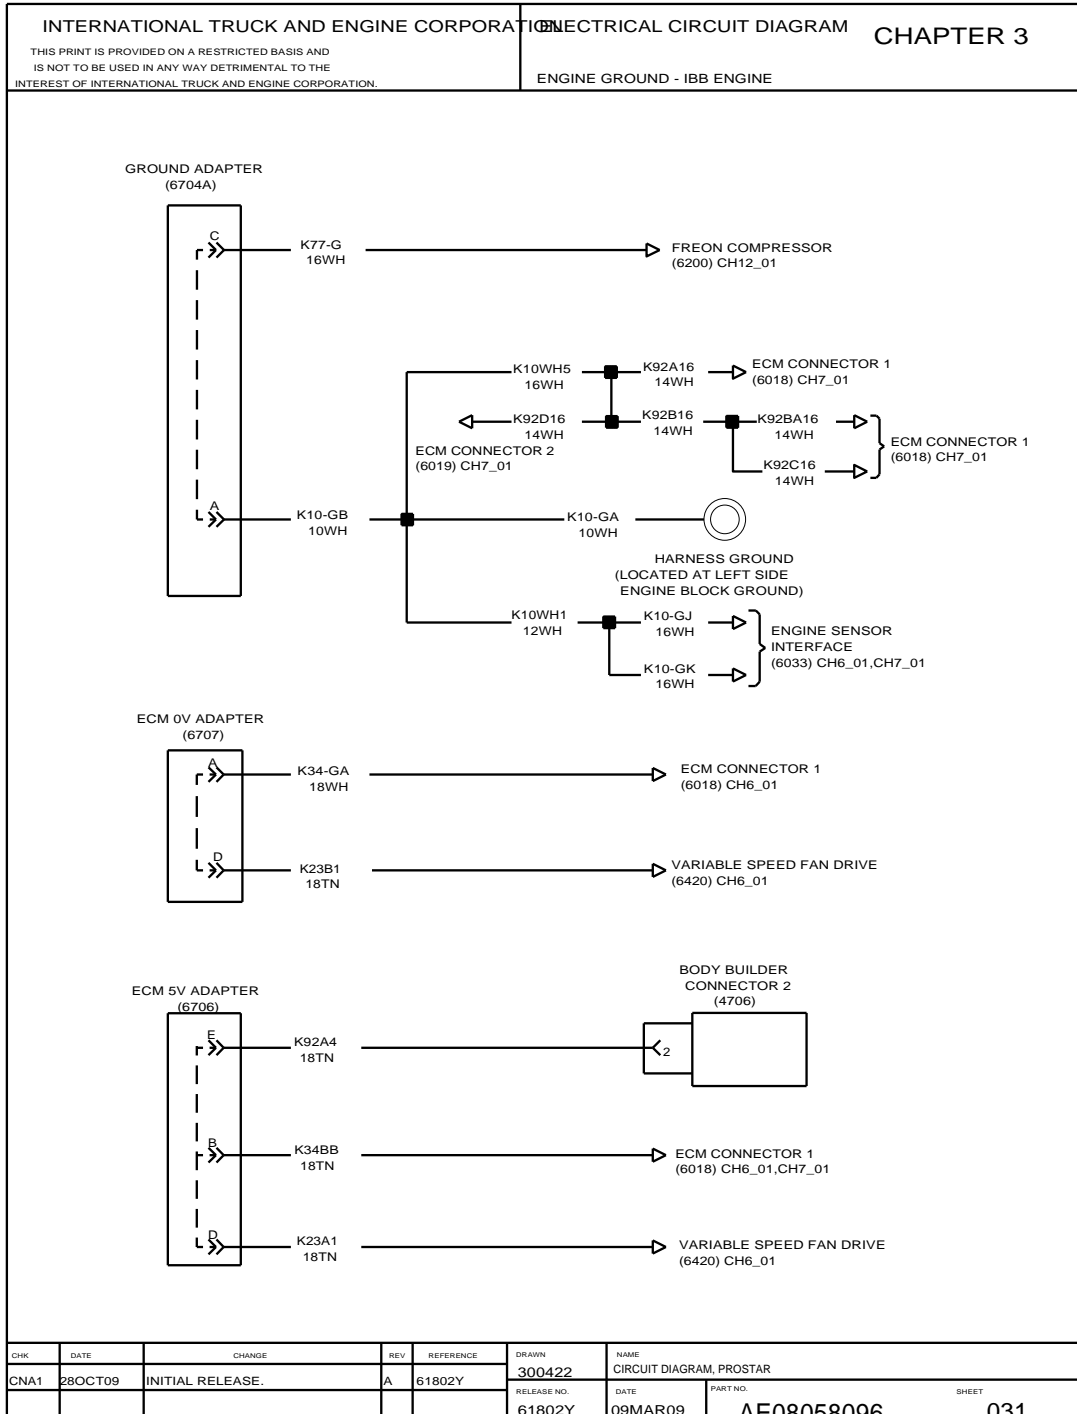 INTERNATIONAL TRUCK AND ENGINE CORPORATION
THIS PRINT IS PROVIDED ON A RESTRICTED BASIS AND
IS NOT TO BE USED IN ANY WAY DETRIMENTAL TO THE
INTEREST OF INTERNATIONAL TRUCK AND ENGINE CORPORATION.
ELECTRICAL CIRCUIT DIAGRAM
CHAPTER 3
ENGINE GROUND - IBB ENGINE
GROUND ADAPTER
(6704A)
C
K77-G
16WH
FREON COMPRESSOR
(6200) CH12_01
K10WH5
16WH
K92A16
14WH
ECM CONNECTOR 1
(6018) CH7_01
K92D16
14WH
ECM CONNECTOR 2
(6019) CH7_01
K92B16
14WH
K92BA16
14WH
K92C16
14WH
ECM CONNECTOR 1
(6018) CH7_01
A
K10-GB
10WH
K10-GA
10WH
HARNESS GROUND
(LOCATED AT LEFT SIDE
ENGINE BLOCK GROUND)
K10WH1
12WH
K10-GJ
16WH
K10-GK
16WH
ENGINE SENSOR
INTERFACE
(6033) CH6_01,CH7_01
ECM 0V ADAPTER
(6707)
A
K34-GA
18WH
ECM CONNECTOR 1
(6018) CH6_01
D
K23B1
18TN
VARIABLE SPEED FAN DRIVE
(6420) CH6_01
ECM 5V ADAPTER
(6706)
E
K92A4
18TN
BODY BUILDER
CONNECTOR 2
(4706)
2
B
K34BB
18TN
ECM CONNECTOR 1
(6018) CH6_01,CH7_01
D
K23A1
18TN
VARIABLE SPEED FAN DRIVE
(6420) CH6_01
CHK DATE CHANGE REV REFERENCE
CNA1 28OCT09 INITIAL RELEASE. A 61802Y
DRAWN
300422
NAME
CIRCUIT DIAGRAM, PROSTAR
RELEASE NO.
61802Y
DATE
09MAR09
PART NO.
AE08058096
SHEET
031